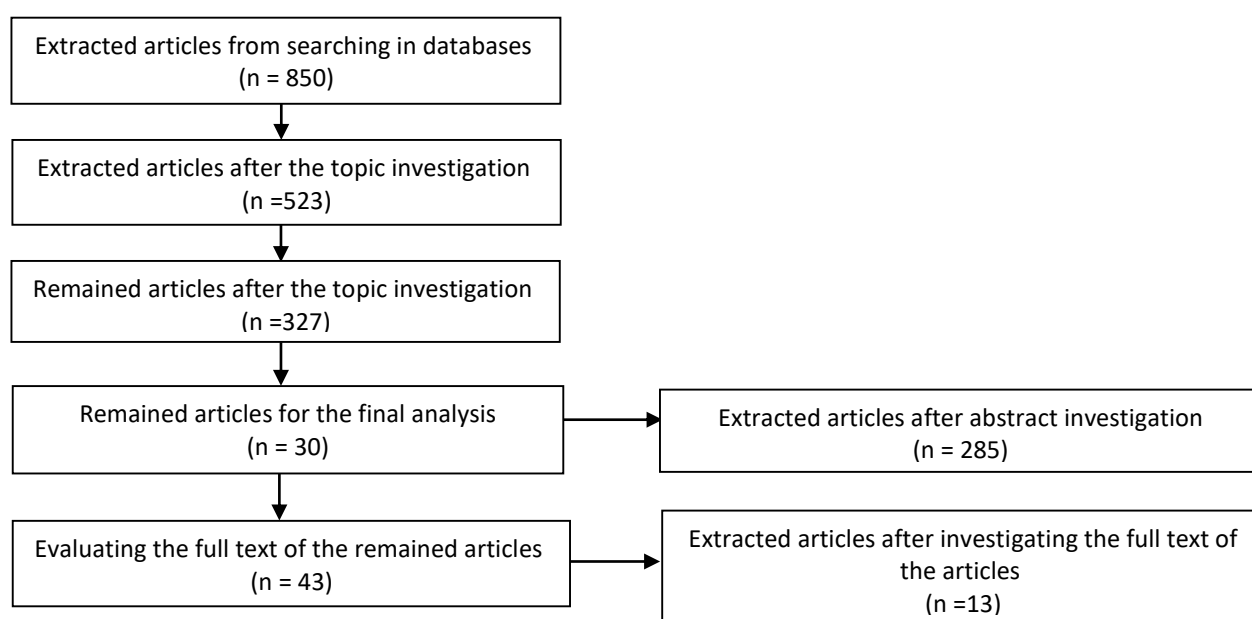 Extracted articles from searching in databases
(n = 850)
Extracted articles after the topic investigation
(n =523)
Remained articles after the topic investigation
(n =327)
Remained articles for the final analysis
(n = 30)
Extracted articles after abstract investigation
(n = 285)
Evaluating the full text of the remained articles
(n = 43)
Extracted articles after investigating the full text of
the articles
(n =13)